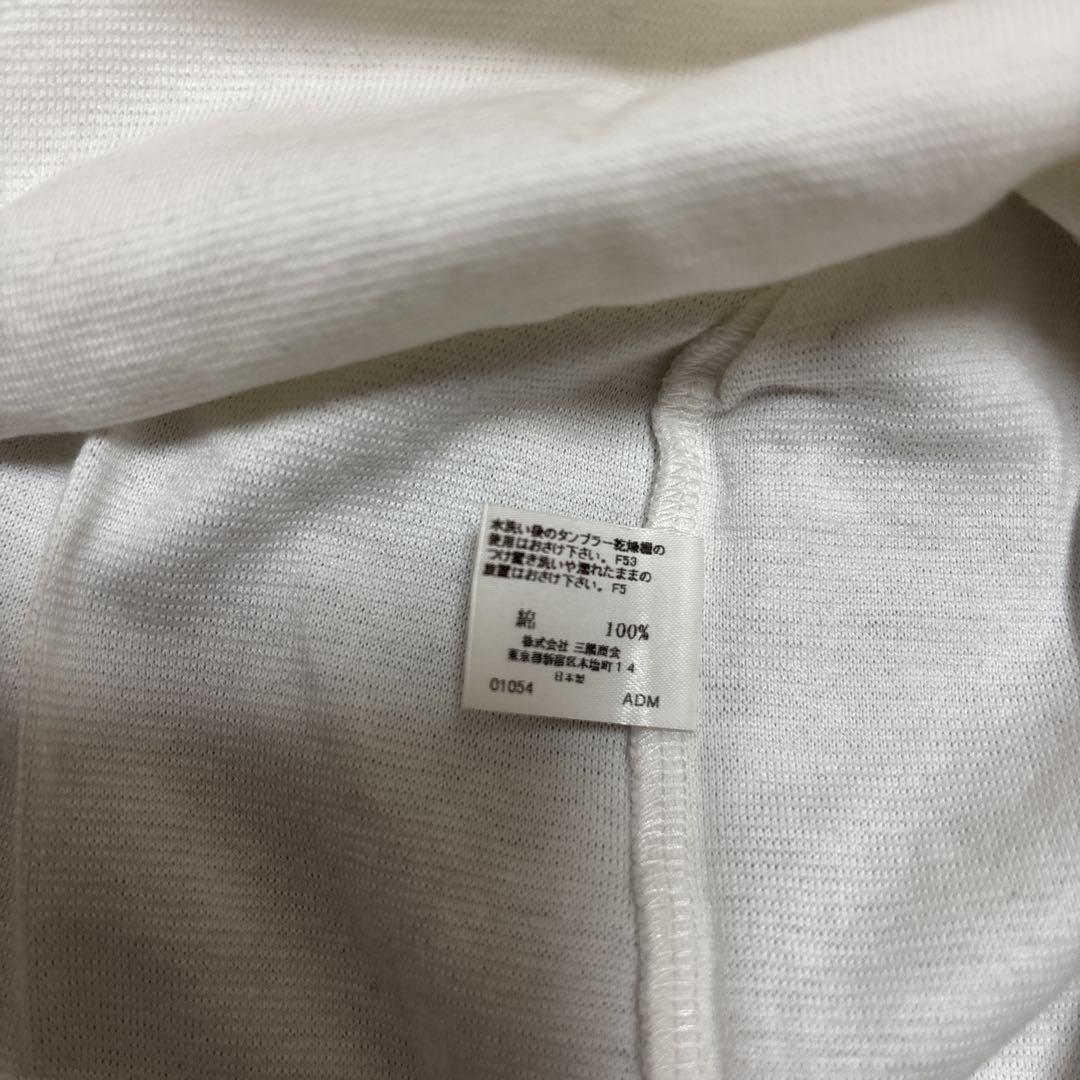 水洗い後のタンブラー乾燥機の
使用はおさけ下さい。F53
つけ置き洗いや濡れたままの
放置はおさけ下さい。F5
綿 100%
株式会社 三陽商会
東京都新宿区本塩町14
日本製
01054 ADM